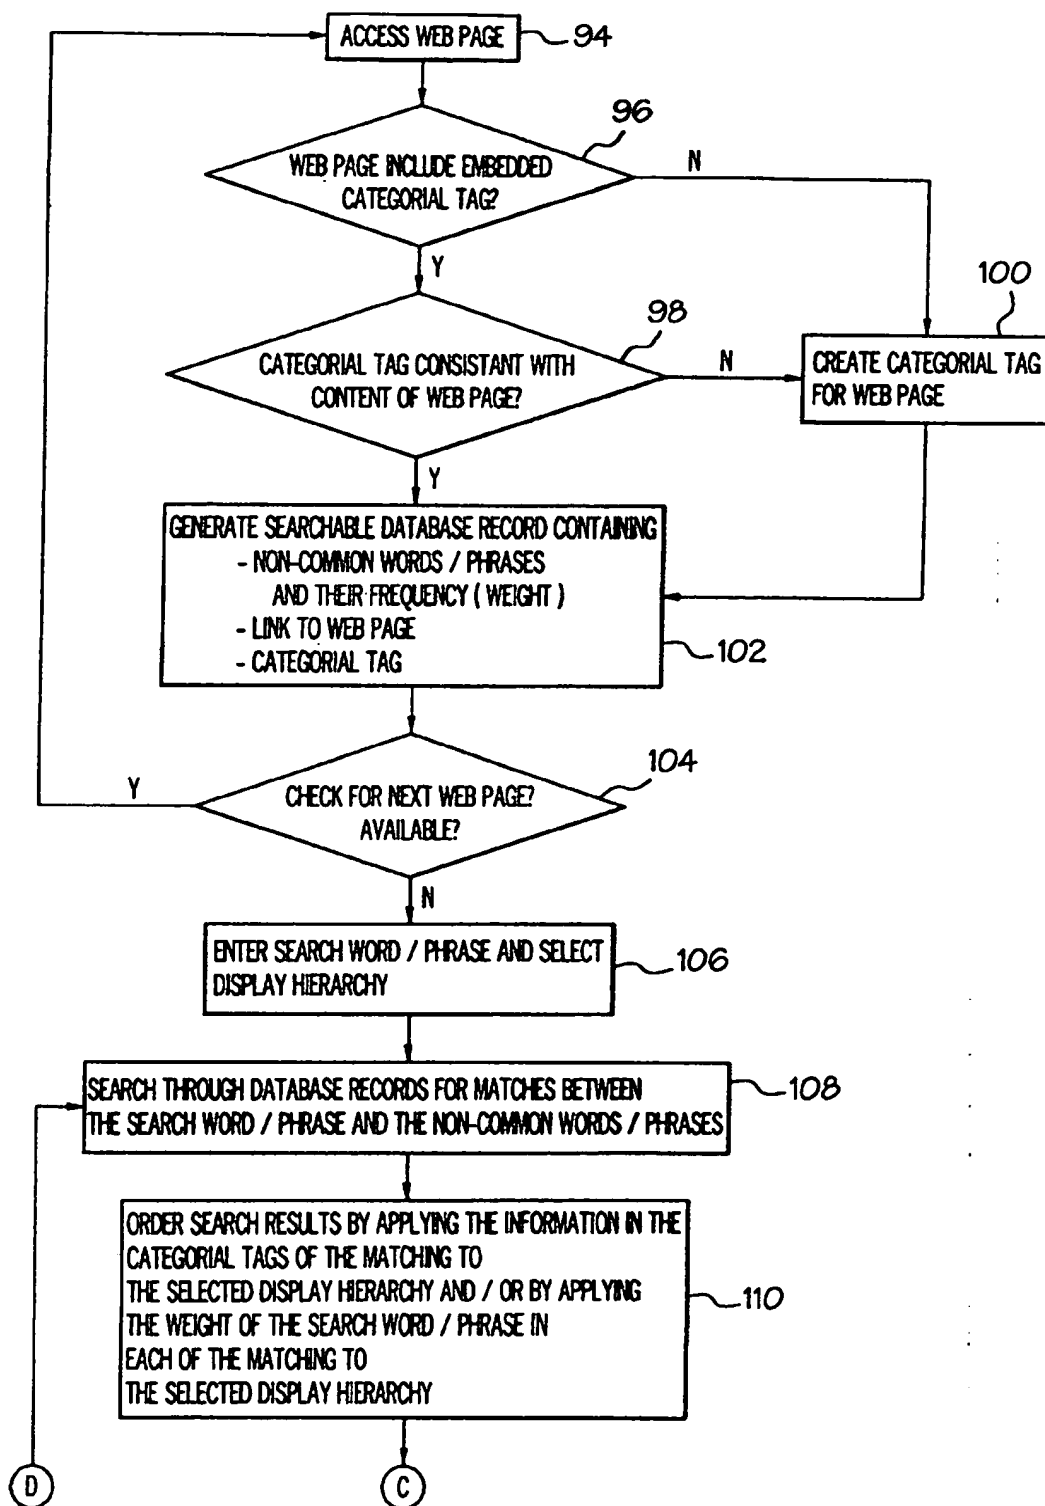 ACCESS WEB PAGE
94
96
WEB PAGE INCLUDE EMBEDDED
CATEGORIAL TAG?
N
Y
100
98
CATEGORIAL TAG CONSISTANT WITH
CONTENT OF WEB PAGE?
N
CREATE CATEGORIAL TAG
FOR WEB PAGE
Y
GENERATE SEARCHABLE DATABASE RECORD CONTAINING
- NON-COMMON WORDS / PHRASES
AND THEIR FREQUENCY ( WEIGHT )
- LINK TO WEB PAGE
- CATEGORIAL TAG
102
104
Y
CHECK FOR NEXT WEB PAGE?
AVAILABLE?
N
ENTER SEARCH WORD / PHRASE AND SELECT
DISPLAY HIERARCHY
106
SEARCH THROUGH DATABASE RECORDS FOR MATCHES BETWEEN
THE SEARCH WORD / PHRASE AND THE NON-COMMON WORDS / PHRASES
108
ORDER SEARCH RESULTS BY APPLYING THE INFORMATION IN THE
CATEGORIAL TAGS OF THE MATCHING TO
THE SELECTED DISPLAY HIERARCHY AND / OR BY APPLYING
THE WEIGHT OF THE SEARCH WORD / PHRASE IN
EACH OF THE MATCHING TO
THE SELECTED DISPLAY HIERARCHY
110
D
C